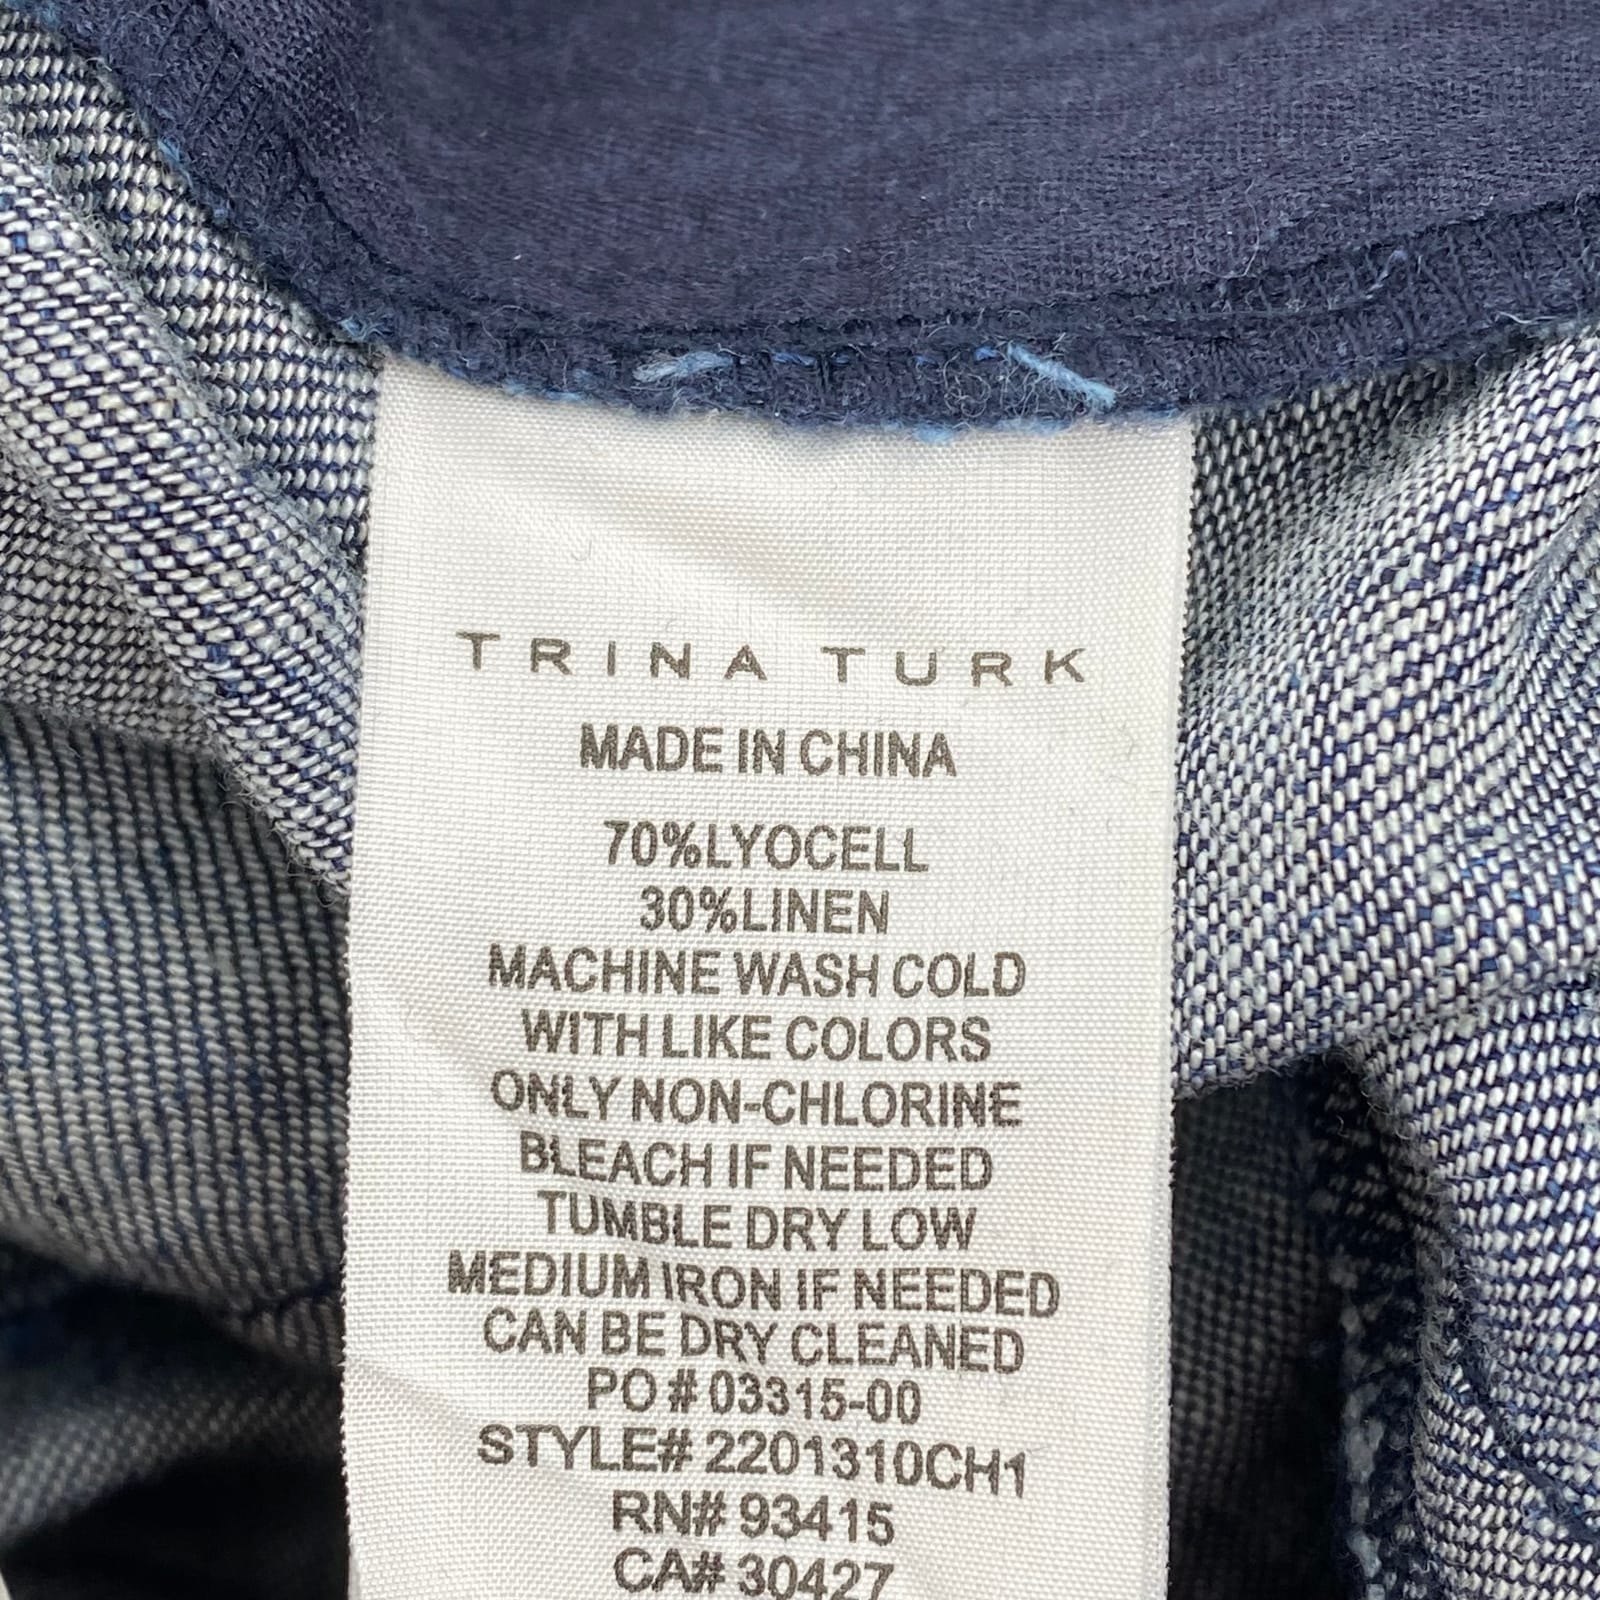 TRINA TURK
MADE IN CHINA
70%LYOCELL
30%LINEN
MACHINE WASH COLD
WITH LIKE COLORS
ONLY NON-CHLORINE
BLEACH IF NEEDED
TUMBLE DRY LOW
MEDIUM IRON IF NEEDED
CAN BE DRY CLEANED
PO # 03315-00
STYLE# 2201310CH1
RN# 93415
CA# 30427